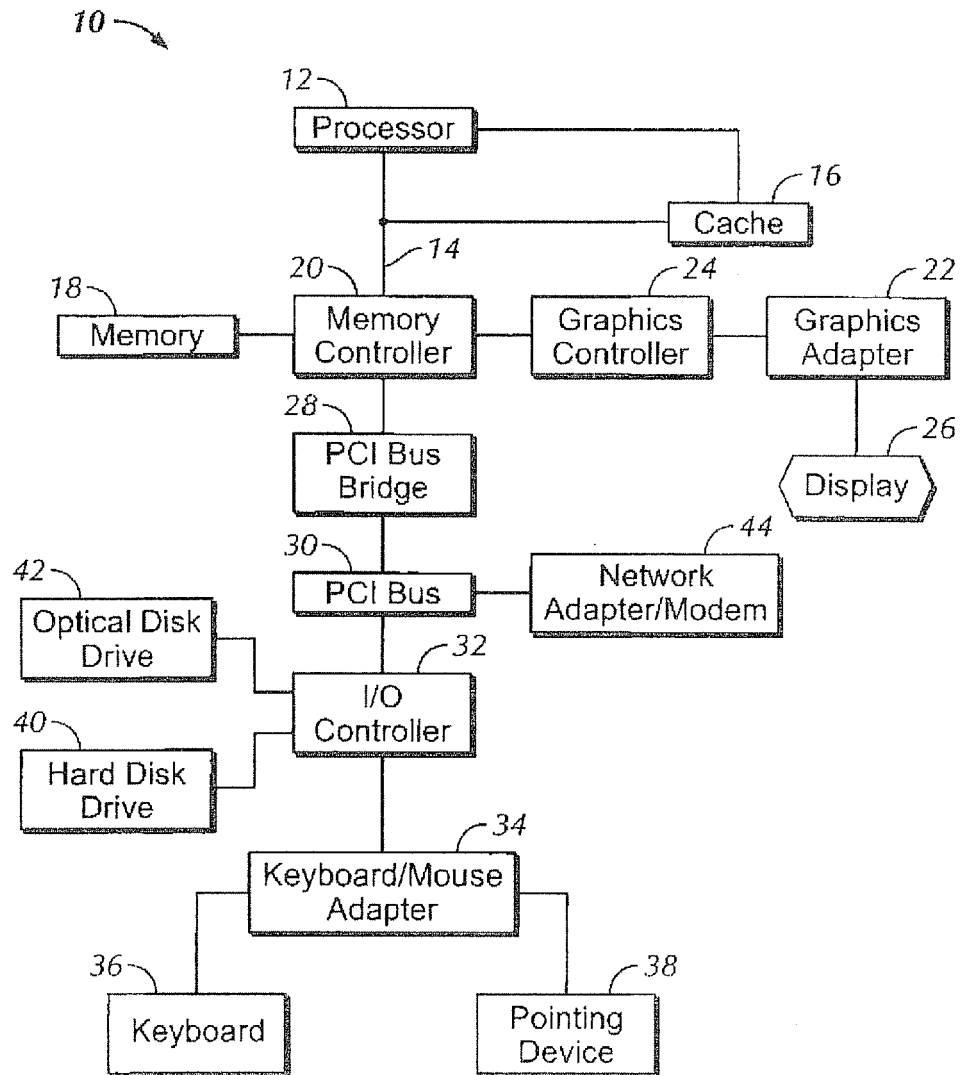 10
12
Processor
16
Cache
14
20
24
22
18
Memory
Memory
Controller
Graphics
Controller
Graphics
Adapter
28
26
PCI Bus
Bridge
Display
30
44
42
PCI Bus
Network
Adapter/Modem
Optical Disk
Drive
32
I/O
Controller
40
Hard Disk
Drive
34
Keyboard/Mouse
Adapter
36
38
Keyboard
Pointing
Device